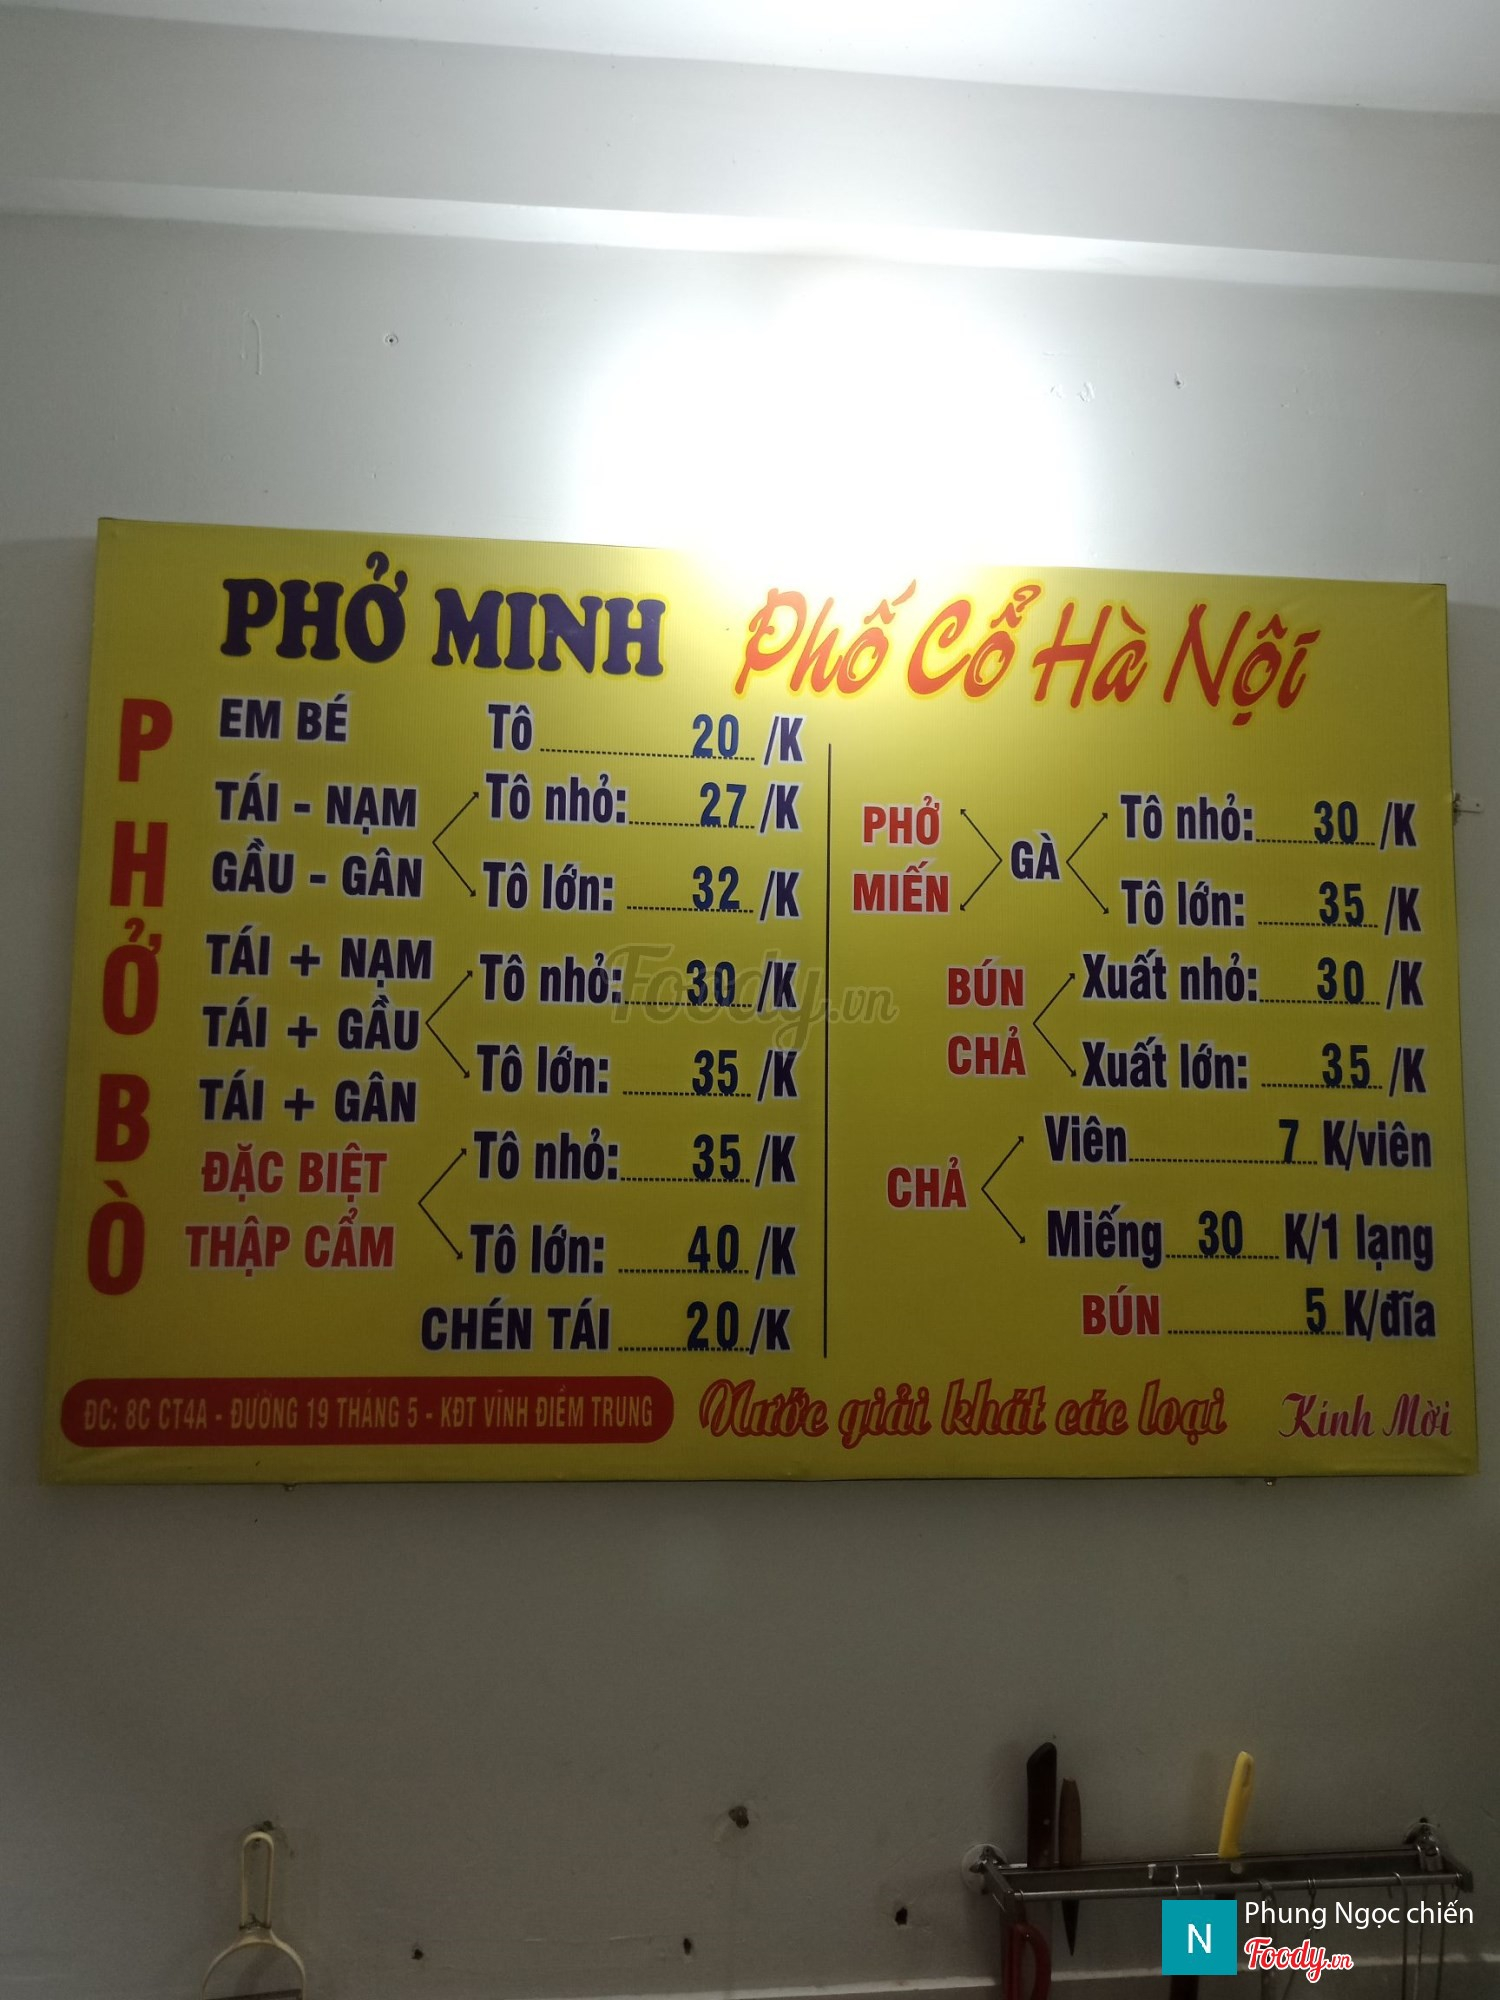 PHỞ MINH Phố Cổ Hà Nội
PHỞ BÒ
EM BÉ Tô 20 /K
TÁI - NẠM
GẦU - GÂN
Tô nhỏ: 27 /K
Tô lớn: 32 /K
TÁI + NẠM
TÁI + GẦU
TÁI + GÂN
Tô nhỏ: 30 /K
Tô lớn: 35 /K
ĐẶC BIỆT
THẬP CẨM
Tô nhỏ: 35 /K
Tô lớn: 40 /K
CHÉN TÁI 20 /K
PHỞ
MIẾN
GÀ
Tô nhỏ: 30 /K
Tô lớn: 35 /K
BÚN
CHẢ
Xuất nhỏ: 30 /K
Xuất lớn: 35 /K
CHẢ
Viên 7 K/viên
Miếng 30 K/1 lạng
BÚN 5 K/đĩa
ĐC: 8C CT4A - ĐƯỜNG 19 THÁNG 5 - KĐT VĨNH ĐIỀM TRUNG
Nước giải khát các loại
Kính Mời
Foody.vn
N Phung Ngọc chiến
Foody.vn